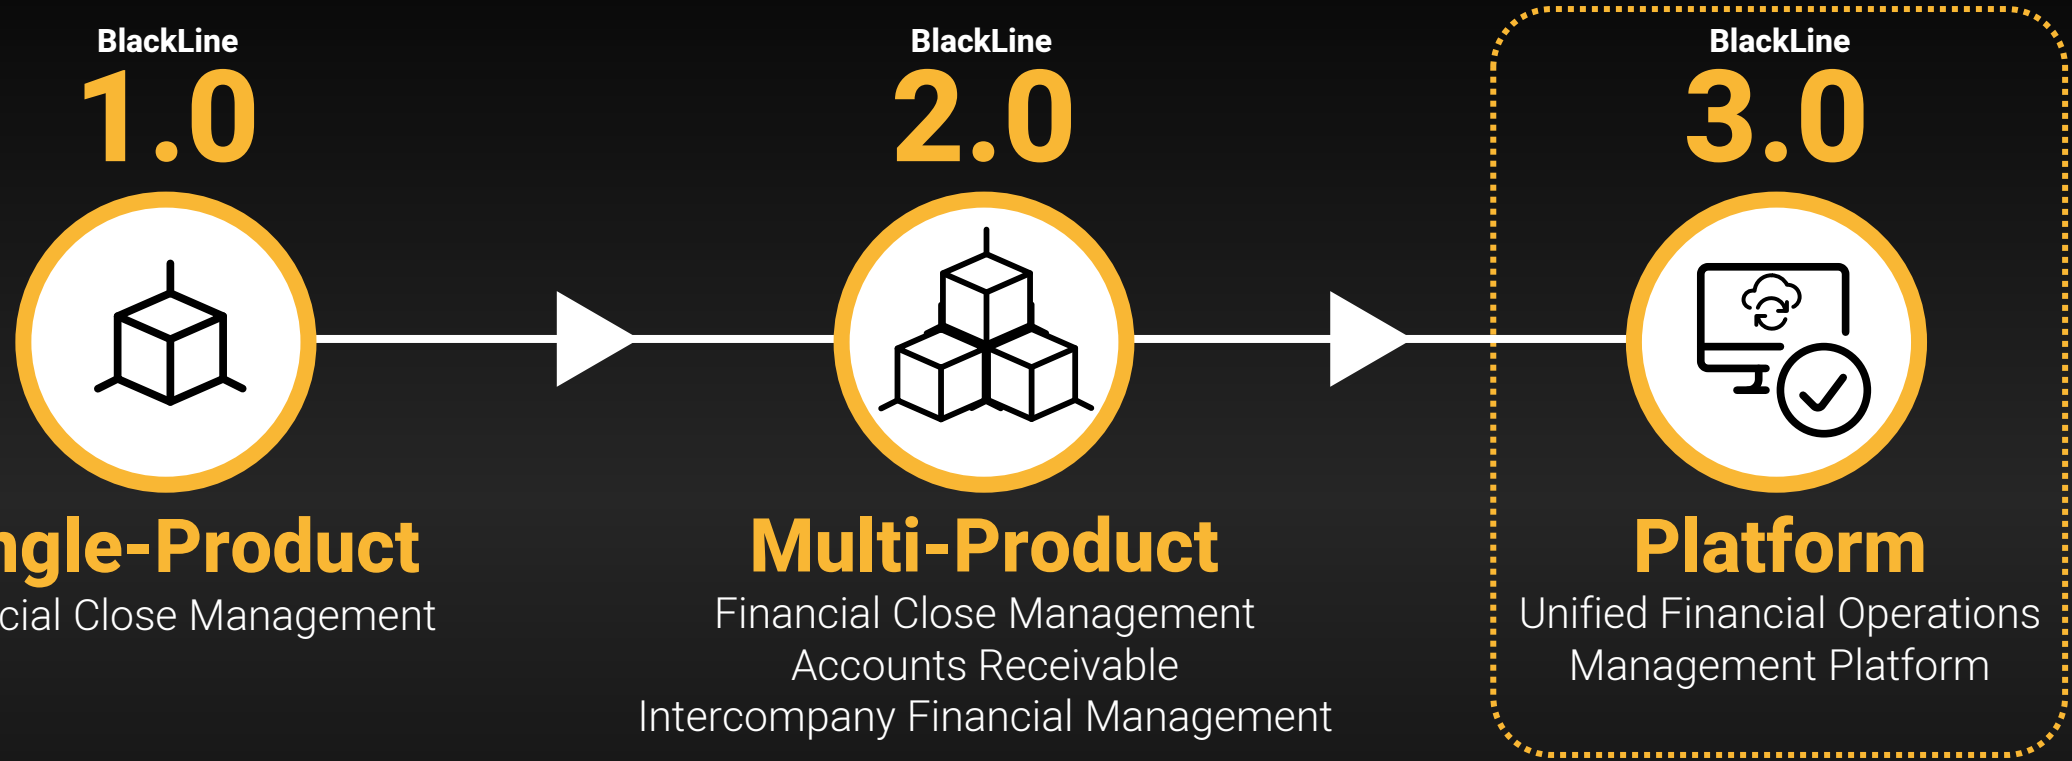 BlackLine
1.0
ngle-Product
cial Close Management
BlackLine
2.0
Multi-Product
Financial Close Management
Accounts Receivable
Intercompany Financial Management
BlackLine
3.0
Platform
Unified Financial Operations
Management Platform